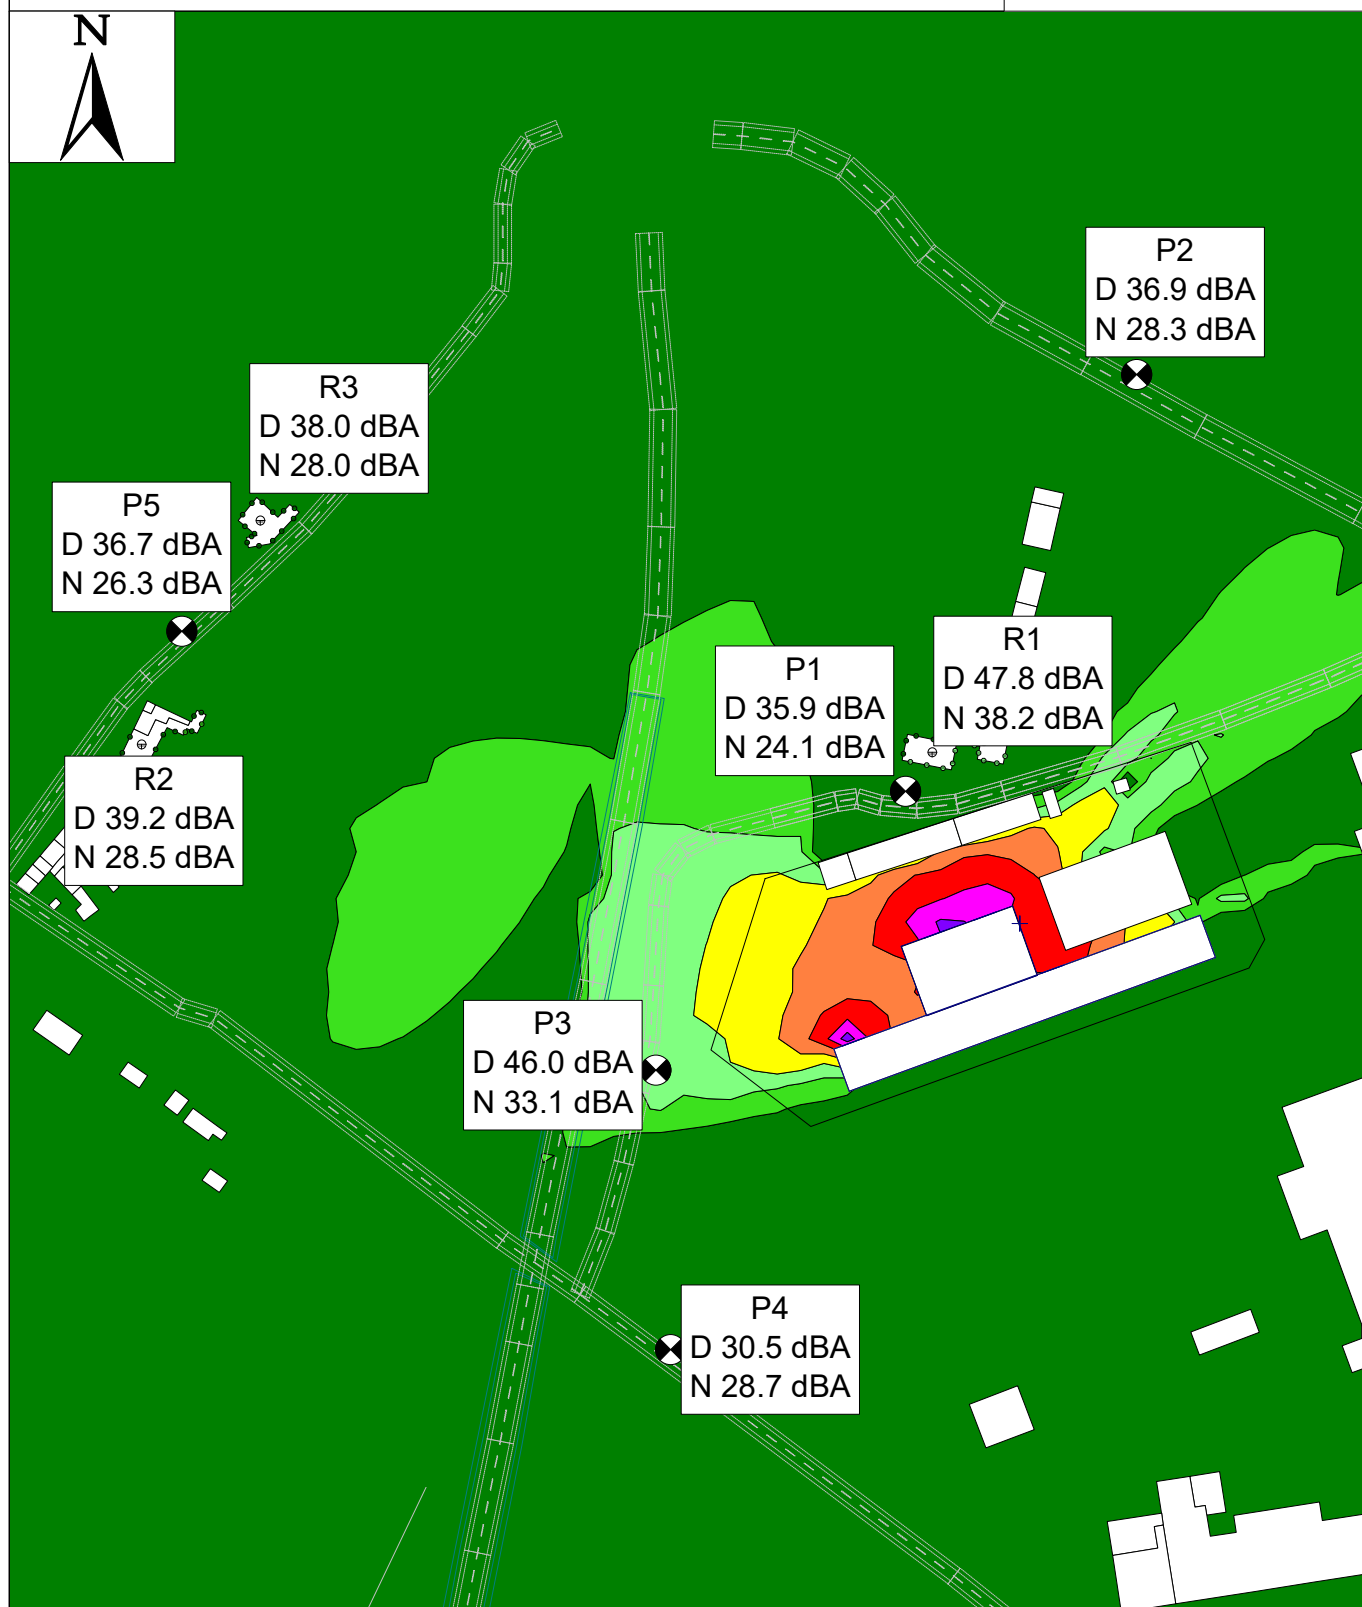 N
P2
D 36.9 dBA
N 28.3 dBA
R3
D 38.0 dBA
N 28.0 dBA
P5
D 36.7 dBA
N 26.3 dBA
R1
D 47.8 dBA
N 38.2 dBA
P1
D 35.9 dBA
N 24.1 dBA
R2
D 39.2 dBA
N 28.5 dBA
P3
D 46.0 dBA
N 33.1 dBA
P4
D 30.5 dBA
N 28.7 dBA